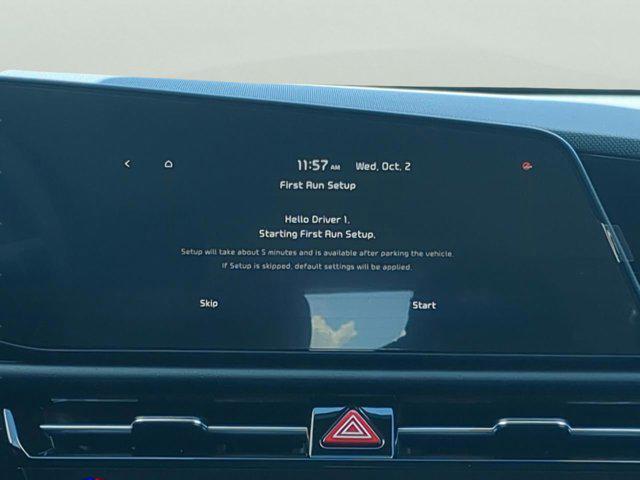 11:57 AM Wed, Oct. 2
First Run Setup
Hello Driver 1.
Starting First Run Setup.
Setup will take about 5 minutes and is available after parking the vehicle.
If Setup is skipped, default settings will be applied.
Skip Start